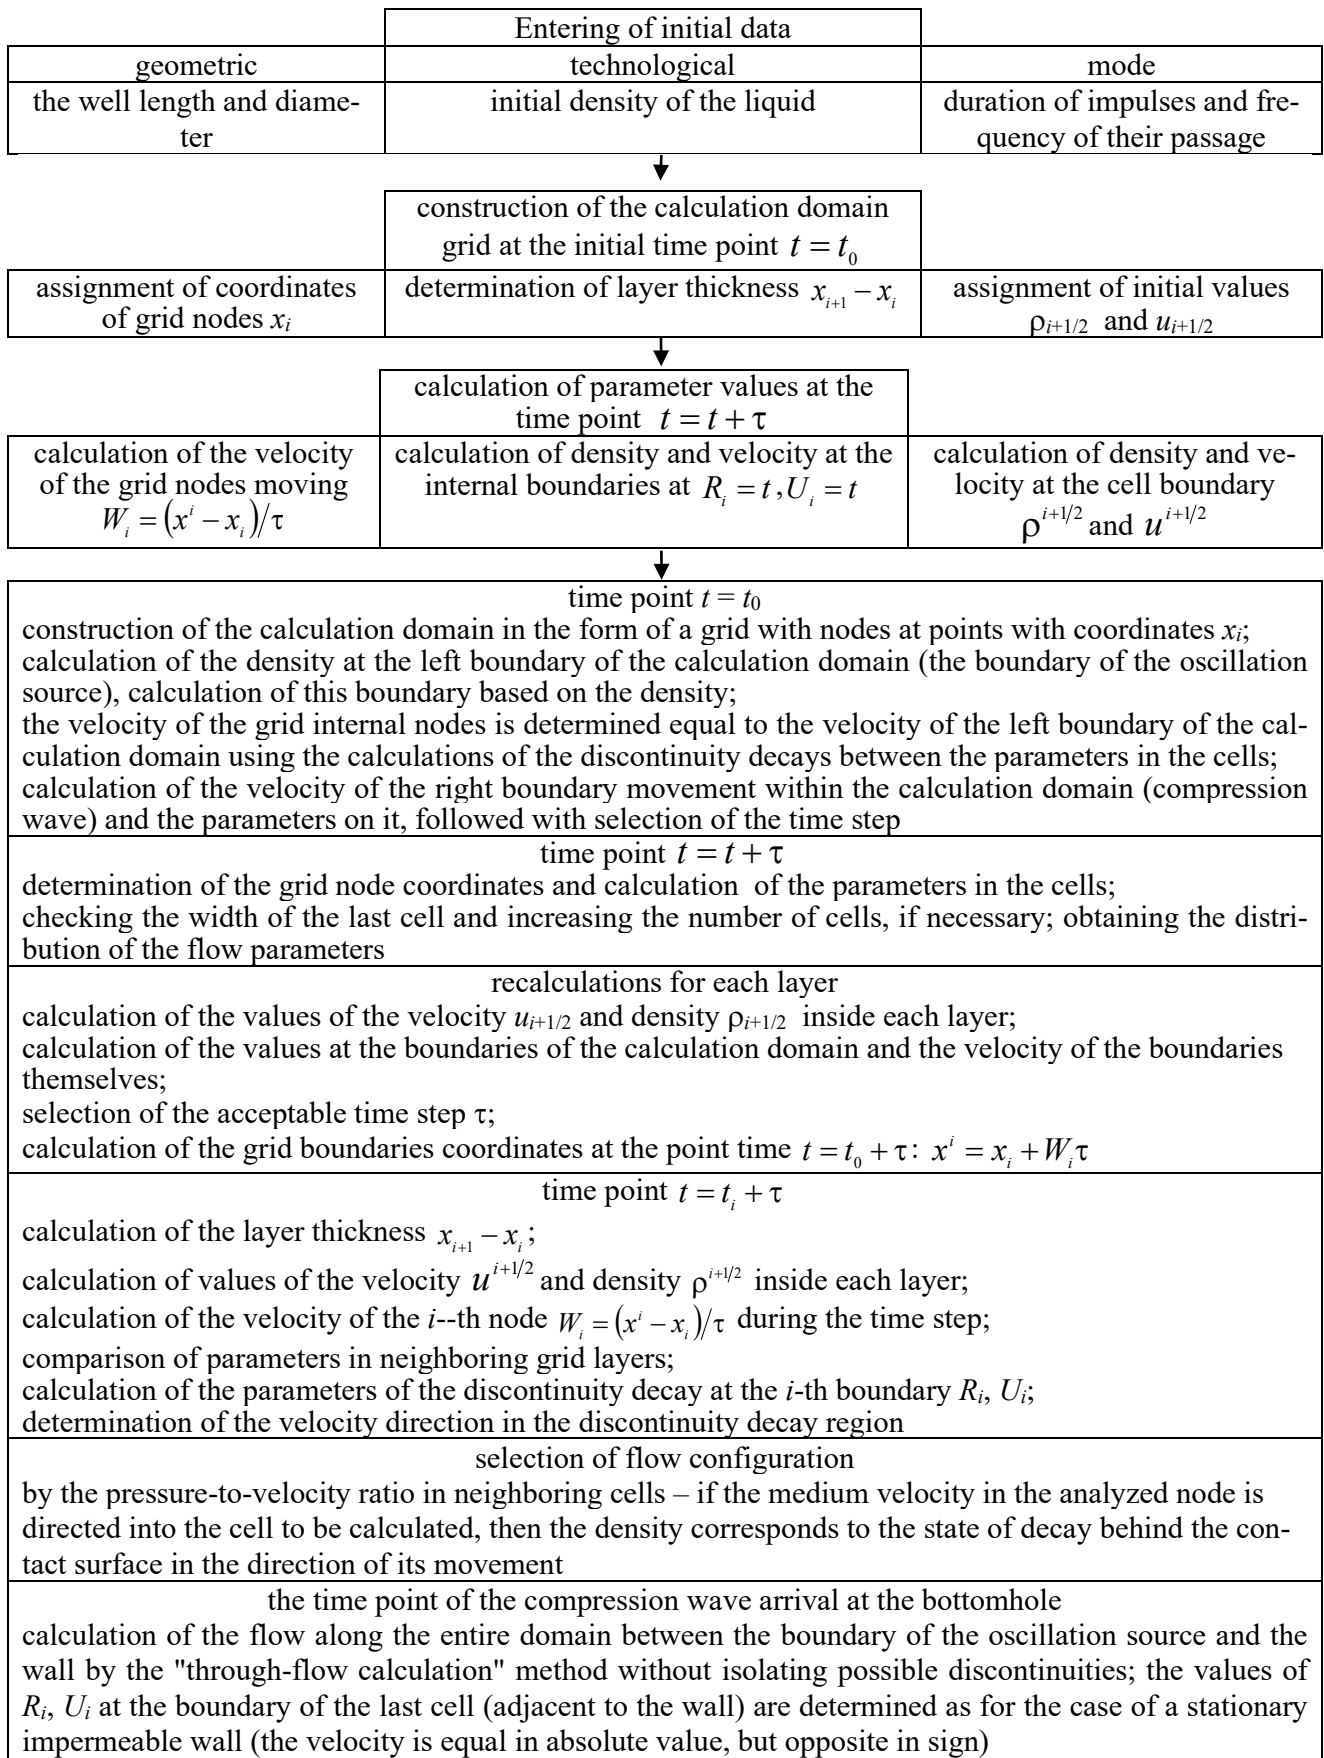 Entering of initial data
geometric
technological
mode
the well length and diame-
ter
initial density of the liquid
duration of impulses and fre-
quency of their passage
construction of the calculation domain
grid at the initial time point t = t₀
assignment of coordinates
of grid nodes xᵢ
determination of layer thickness xᵢ₊₁ − xᵢ
assignment of initial values
ρi+1/2 and ui+1/2
calculation of parameter values at the
time point t = t + τ
calculation of the velocity
of the grid nodes moving
Wᵢ = (xⁱ − xᵢ)/τ
calculation of density and velocity at the
internal boundaries at Rᵢ = t, Uᵢ = t
calculation of density and ve-
locity at the cell boundary
ρ^{i+1/2} and u^{i+1/2}
time point t = t₀
construction of the calculation domain in the form of a grid with nodes at points with coordinates xᵢ;
calculation of the density at the left boundary of the calculation domain (the boundary of the oscillation
source), calculation of this boundary based on the density;
the velocity of the grid internal nodes is determined equal to the velocity of the left boundary of the cal-
culation domain using the calculations of the discontinuity decays between the parameters in the cells;
calculation of the velocity of the right boundary movement within the calculation domain (compression
wave) and the parameters on it, followed with selection of the time step
time point t = t + τ
determination of the grid node coordinates and calculation of the parameters in the cells;
checking the width of the last cell and increasing the number of cells, if necessary; obtaining the distri-
bution of the flow parameters
recalculations for each layer
calculation of the values of the velocity ui+1/2 and density ρi+1/2 inside each layer;
calculation of the values at the boundaries of the calculation domain and the velocity of the boundaries
themselves;
selection of the acceptable time step τ;
calculation of the grid boundaries coordinates at the point time t = t₀ + τ: xⁱ = xᵢ + Wᵢτ
time point t = tᵢ + τ
calculation of the layer thickness xᵢ₊₁ − xᵢ;
calculation of values of the velocity u^{i+1/2} and density ρ^{i+1/2} inside each layer;
calculation of the velocity of the i--th node Wᵢ = (xⁱ − xᵢ)/τ during the time step;
comparison of parameters in neighboring grid layers;
calculation of the parameters of the discontinuity decay at the i-th boundary Rᵢ, Uᵢ;
determination of the velocity direction in the discontinuity decay region
selection of flow configuration
by the pressure-to-velocity ratio in neighboring cells – if the medium velocity in the analyzed node is
directed into the cell to be calculated, then the density corresponds to the state of decay behind the con-
tact surface in the direction of its movement
the time point of the compression wave arrival at the bottomhole
calculation of the flow along the entire domain between the boundary of the oscillation source and the
wall by the "through-flow calculation" method without isolating possible discontinuities; the values of
Rᵢ, Uᵢ at the boundary of the last cell (adjacent to the wall) are determined as for the case of a stationary
impermeable wall (the velocity is equal in absolute value, but opposite in sign)